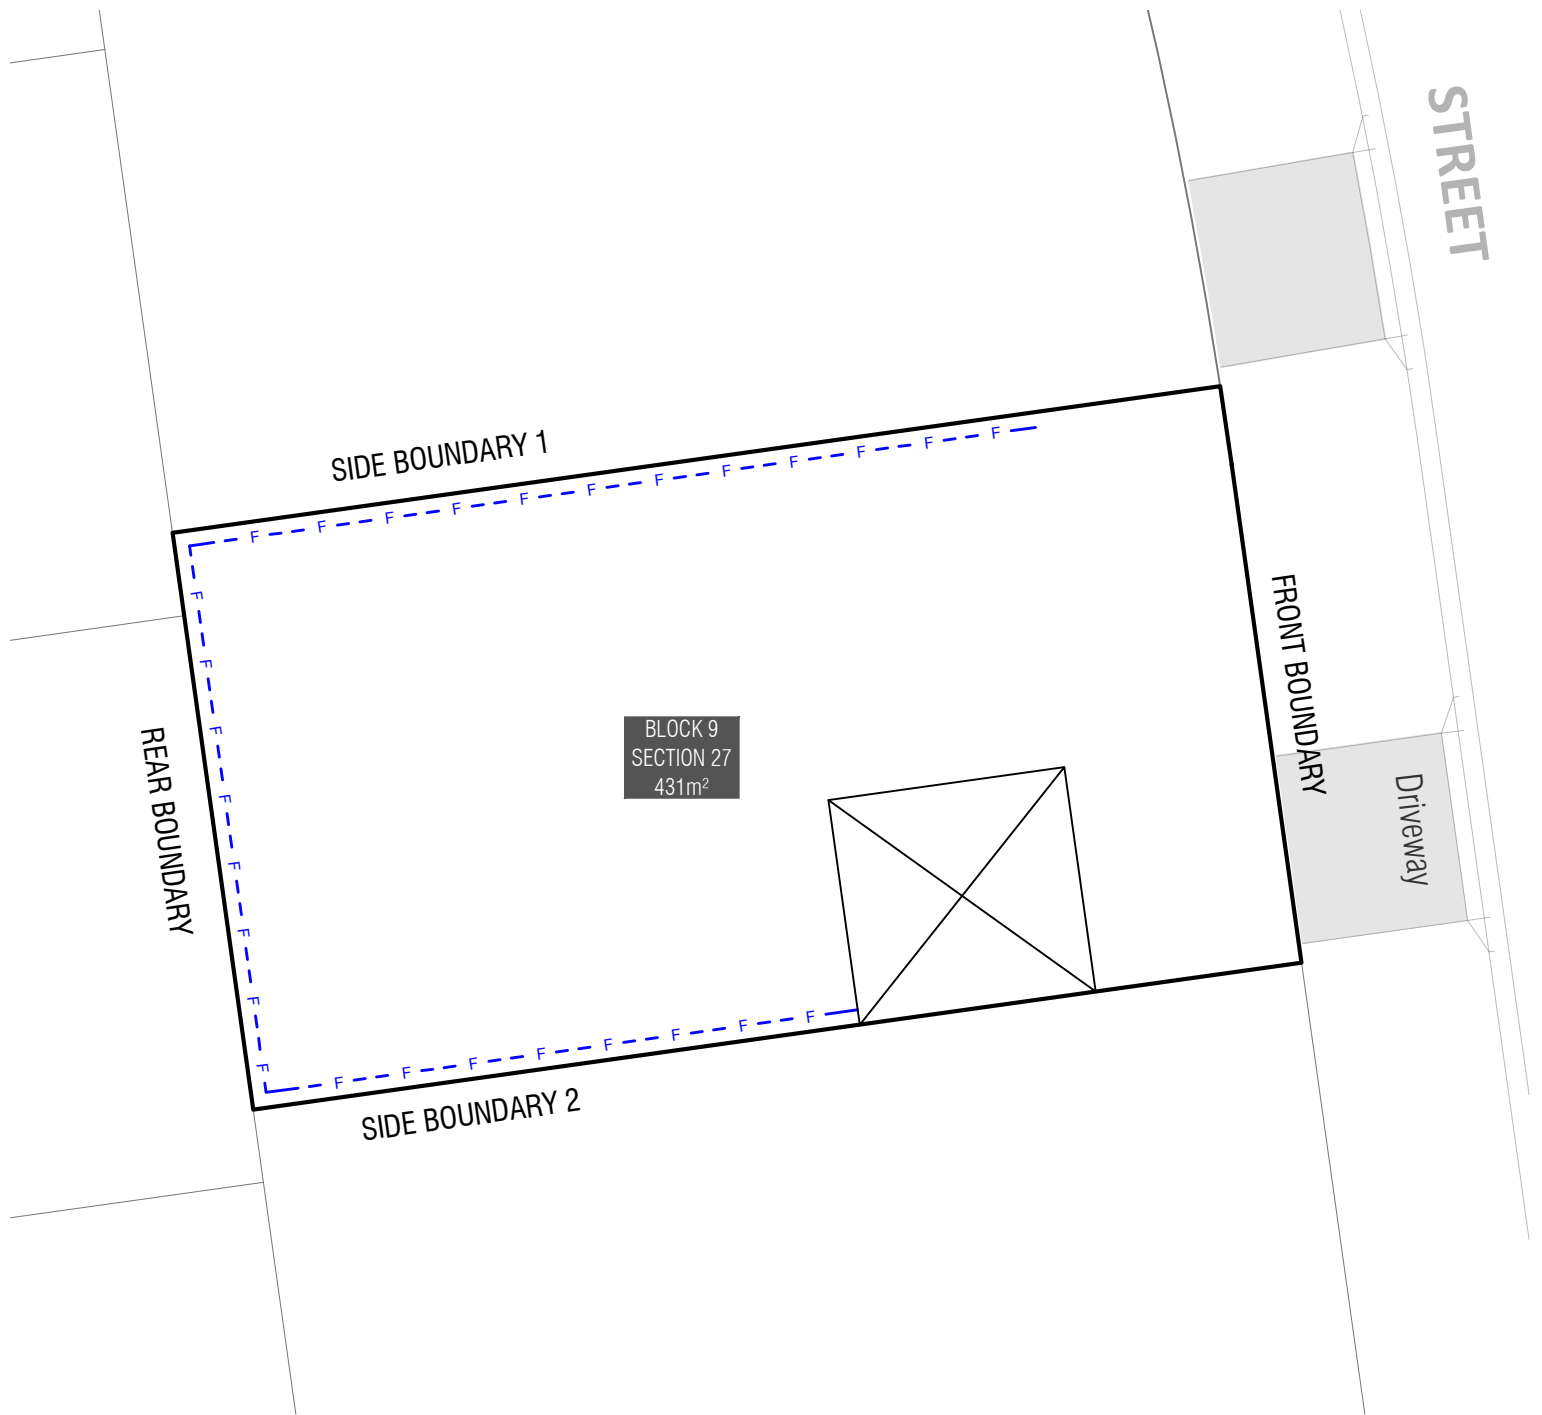 STREET
SIDE BOUNDARY 1
F F F F F F F F F F F F
F
F
F
F
F
F
F
F
FRONT BOUNDARY
BLOCK 9
SECTION 27
431m²
REAR BOUNDARY
Driveway
F F F F F F F F
SIDE BOUNDARY 2